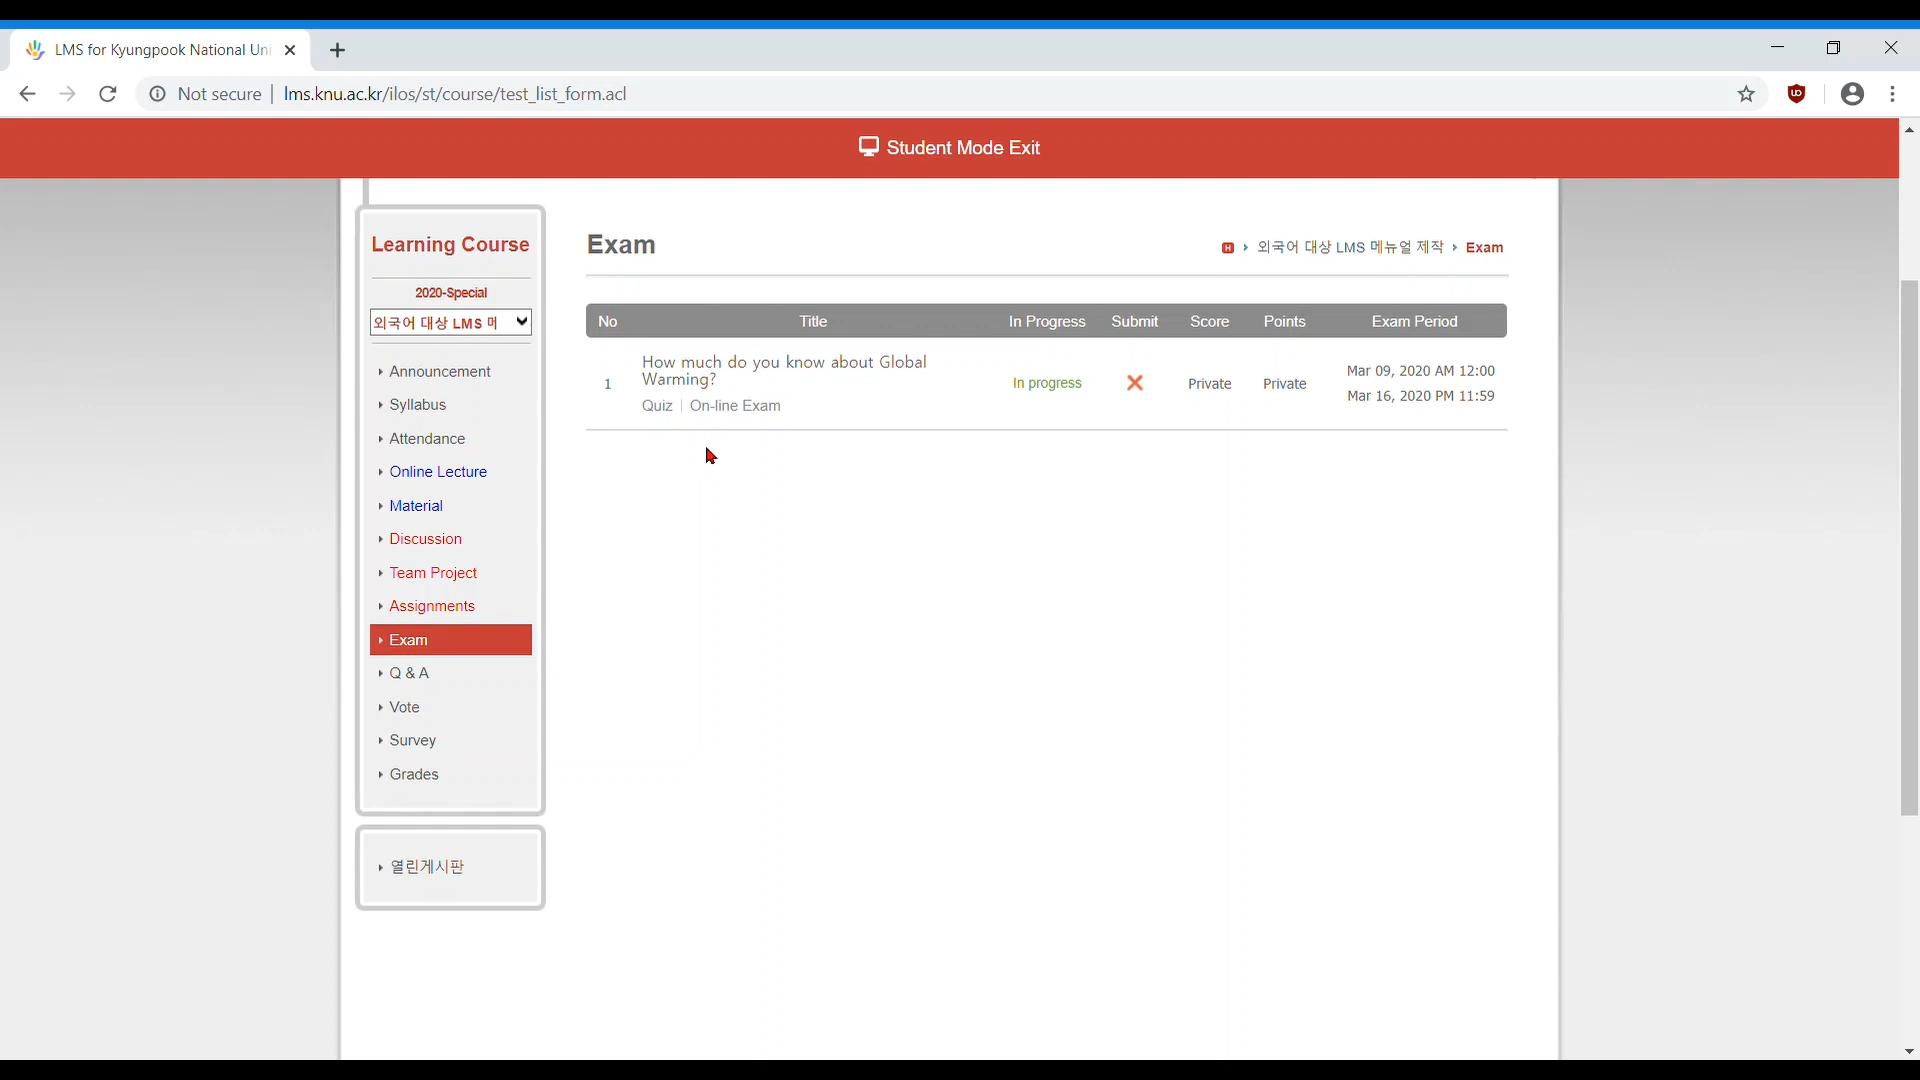 LMS for Kyungpook National Uni
Not secure | lms.knu.ac.kr/ilos/st/course/test_list_form.acl
Student Mode Exit
Learning Course
2020-Special
외국어 대상 LMS 메
Announcement
Syllabus
Attendance
Online Lecture
Material
Discussion
Team Project
Assignments
Exam
Q & A
Vote
Survey
Grades
열린게시판
Exam
H 외국어 대상 LMS 메뉴얼 제작 Exam
No Title In Progress Submit Score Points Exam Period
1 How much do you know about Global
Warming?
Quiz | On-line Exam
In progress Private Private
Mar 09, 2020 AM 12:00
Mar 16, 2020 PM 11:59